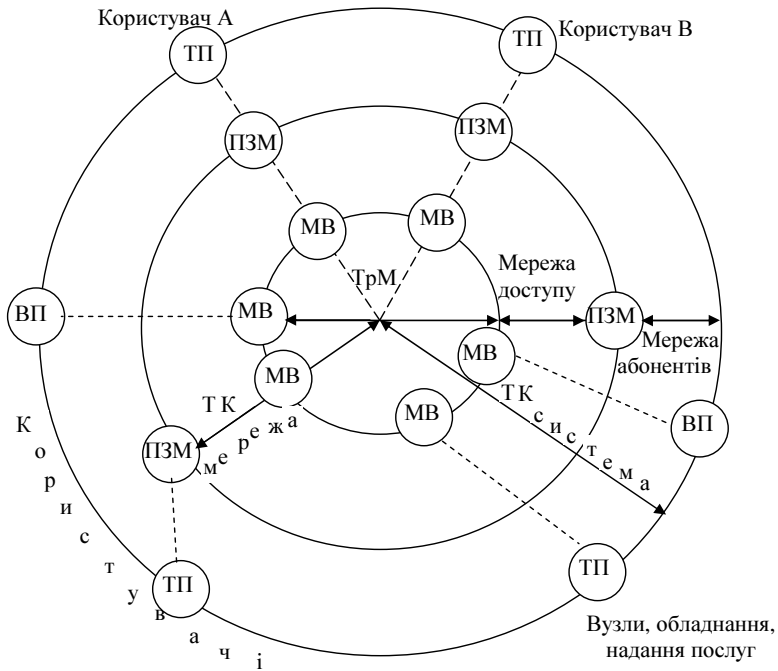 Користувач А
Користувач В
ТП
ТП
ПЗМ
ПЗМ
МВ
МВ
ТрМ
Мережа
доступу
ВП
МВ
ПЗМ
МВ
МВ
Мережа
абонентів
ТК
мережа
ТК
система
МВ
ВП
ПЗМ
Користувачі
ТП
ТП
Вузли, обладнання,
надання послуг